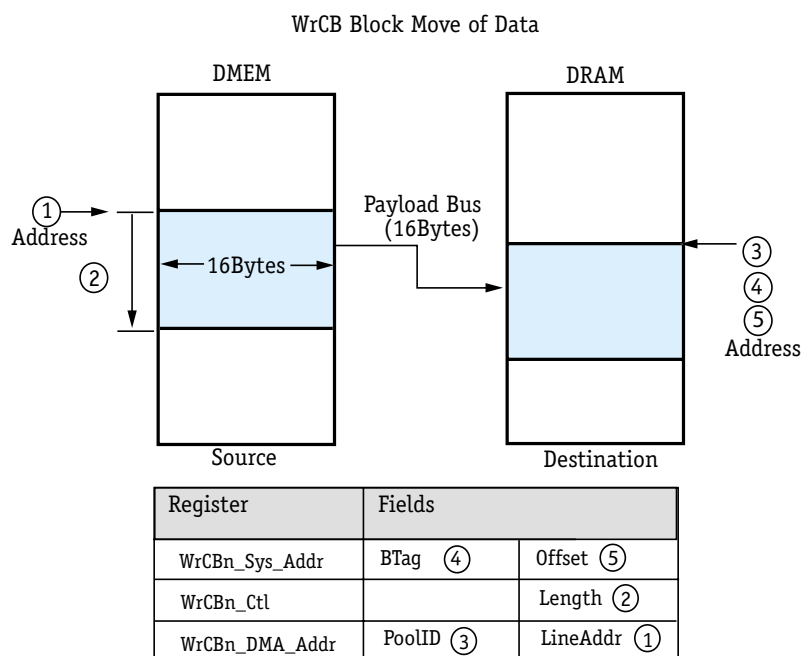 WrCB Block Move of Data
DMEM
DRAM
1
Address
2
16Bytes
Payload Bus
(16Bytes)
3
4
5
Address
Source
Destination
Register Fields
WrCBn_Sys_Addr BTag 4 Offset 5
WrCBn_Ctl Length 2
WrCBn_DMA_Addr PoolID 3 LineAddr 1